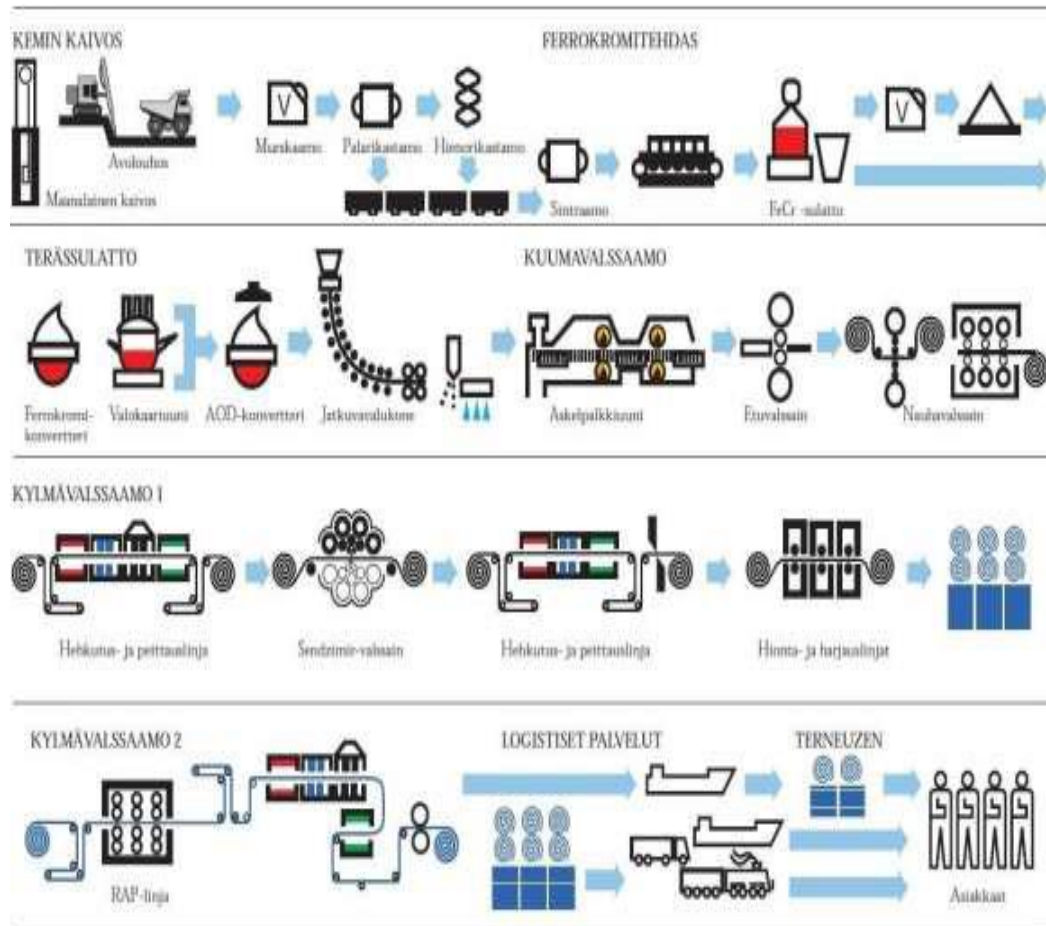 KEMIN KAIVOS
FERROKROMITEHDAS
Avolouhos
Maanalainen kaivos
Murskaamo
Palarikastamo
Hienorikastamo
Sintraamo
FeCr -sulatto
TERÄSSULATTO
KUUMAVALSSAAMO
Ferrokromi-
konvertteri
Valokaariuuni
AOD-konvertteri
Jatkuvavalukone
Askelpalkkiuuni
Etuvalssain
Nauhavalssain
KYLMÄVALSSAAMO 1
Hehkutus- ja peittauslinja
Sendzimir-valssain
Hehkutus- ja peittauslinja
Hionta- ja harjauslinjat
KYLMÄVALSSAAMO 2
LOGISTISET PALVELUT
TERNEUZEN
RAP-linja
Asiakkaat